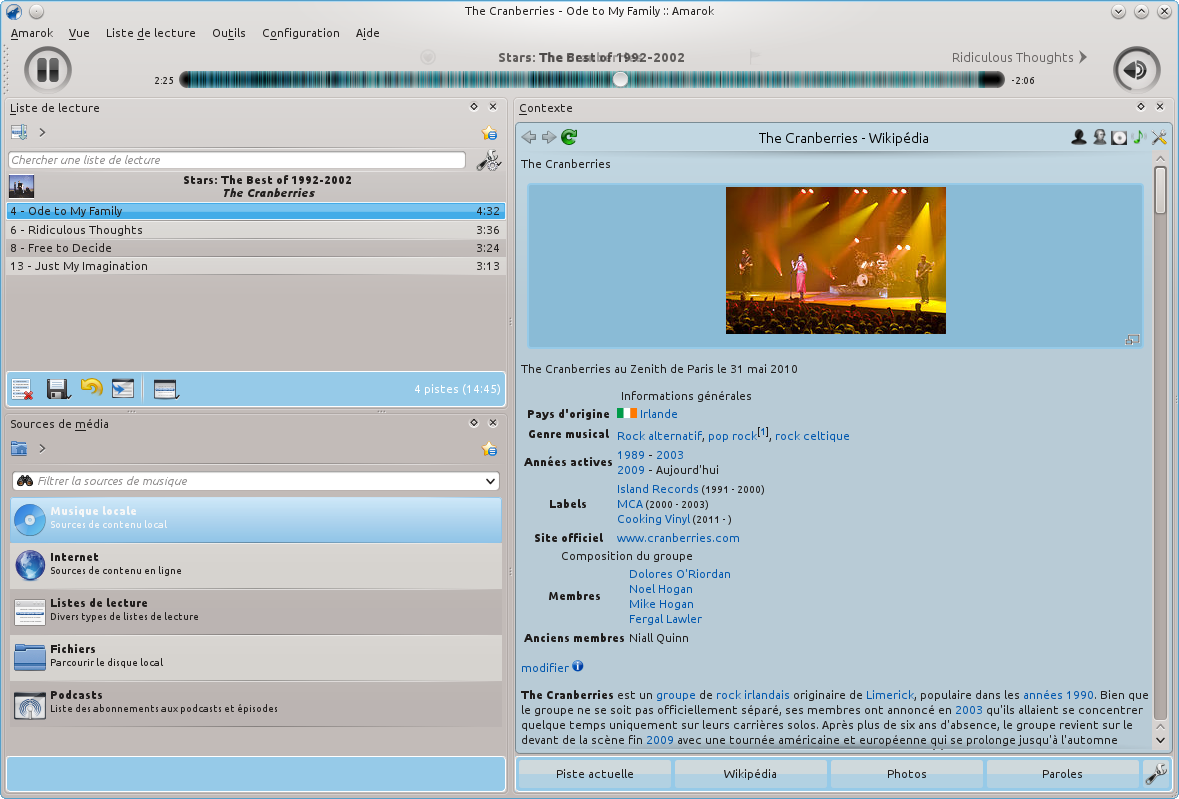 The Cranberries - Ode to My Family :: Amarok
Amarok Vue Liste de lecture Outils Configuration Aide
Stars: The Best of 1992-2002
Ridiculous Thoughts
2:25
-2:06
Liste de lecture
Chercher une liste de lecture
Stars: The Best of 1992-2002
The Cranberries
4 - Ode to My Family 4:32
6 - Ridiculous Thoughts 3:36
8 - Free to Decide 3:24
13 - Just My Imagination 3:13
4 pistes (14:45)
Sources de média
Filtrer la sources de musique
Musique locale
Sources de contenu local
Internet
Sources de contenu en ligne
Listes de lecture
Divers types de listes de lecture
Fichiers
Parcourir le disque local
Podcasts
Liste des abonnements aux podcasts et épisodes
Contexte
The Cranberries - Wikipédia
The Cranberries
The Cranberries au Zenith de Paris le 31 mai 2010
Informations générales
Pays d'origine Irlande
Genre musical Rock alternatif, pop rock[1], rock celtique
Années actives 1989 - 2003
2009 - Aujourd'hui
Labels Island Records (1991 - 2000)
MCA (2000 - 2003)
Cooking Vinyl (2011 - )
Site officiel www.cranberries.com
Composition du groupe
Membres Dolores O'Riordan
Noel Hogan
Mike Hogan
Fergal Lawler
Anciens membres Niall Quinn
modifier
The Cranberries est un groupe de rock irlandais originaire de Limerick, populaire dans les années 1990. Bien que
le groupe ne se soit pas officiellement séparé, ses membres ont annoncé en 2003 qu'ils allaient se concentrer
quelque temps uniquement sur leurs carrières solos. Après plus de six ans d'absence, le groupe revient sur le
devant de la scène fin 2009 avec une tournée américaine et européenne qui se prolonge jusqu'à l'automne
Piste actuelle Wikipédia Photos Paroles